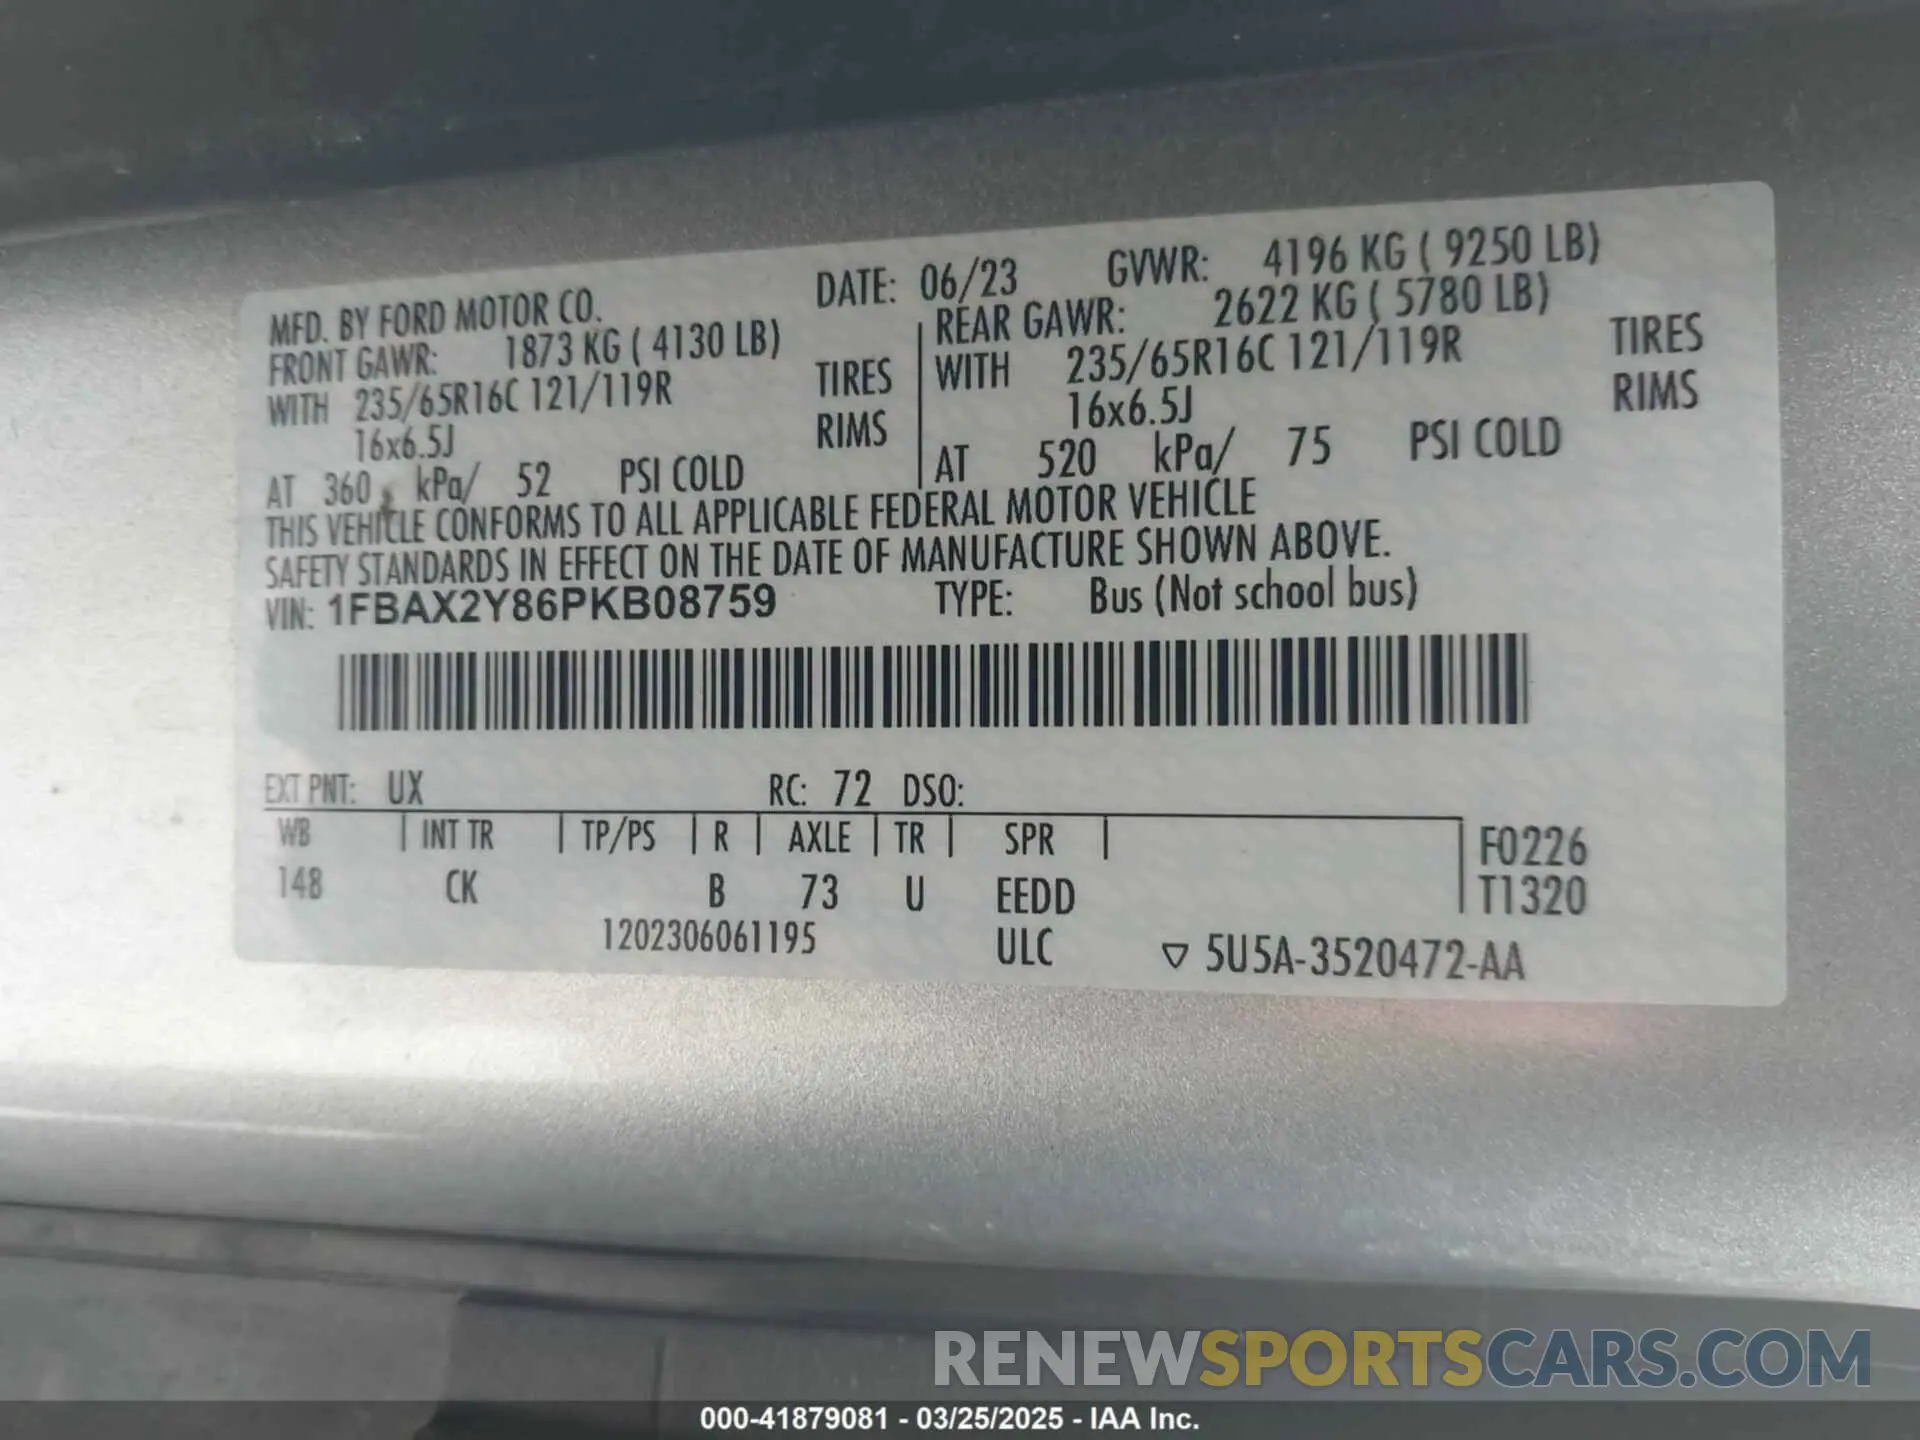 MFD. BY FORD MOTOR CO. DATE: 06/23 GVWR: 4196 KG ( 9250 LB)
FRONT GAWR: 1873 KG ( 4130 LB) REAR GAWR: 2622 KG ( 5780 LB)
WITH 235/65R16C 121/119R TIRES WITH 235/65R16C 121/119R TIRES
16x6.5J RIMS 16x6.5J RIMS
AT 360 kPa/ 52 PSI COLD AT 520 kPa/ 75 PSI COLD
THIS VEHICLE CONFORMS TO ALL APPLICABLE FEDERAL MOTOR VEHICLE
SAFETY STANDARDS IN EFFECT ON THE DATE OF MANUFACTURE SHOWN ABOVE.
VIN: 1FBAX2Y86PKB08759 TYPE: Bus (Not school bus)
EXT PNT: UX RC: 72 DSO:
WB INT TR TP/PS R AXLE TR SPR F0226
148 CK B 73 U EEDD T1320
1202306061195 ULC ▽ 5U5A-3520472-AA
RENEWSPORTSCARS.COM
000-41879081 - 03/25/2025 - IAA Inc.